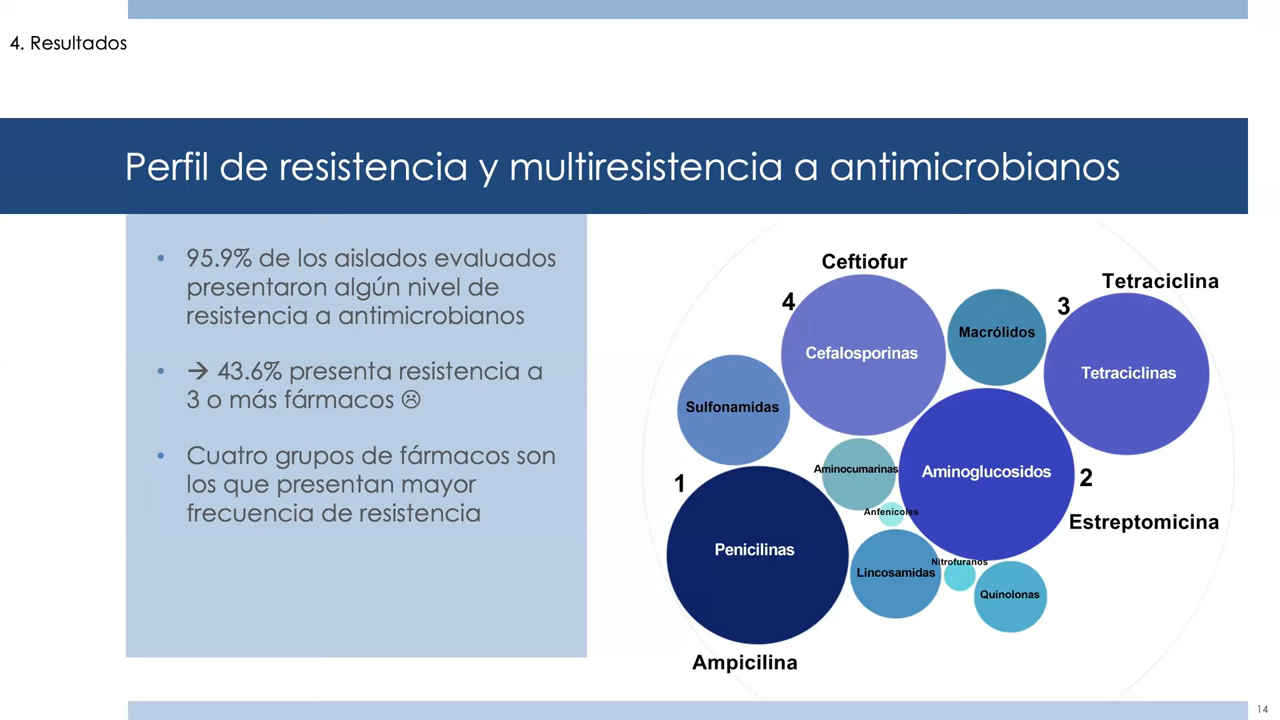 4. Resultados
Perfil de resistencia y multiresistencia a antimicrobianos
• 95.9% de los aislados evaluados
presentaron algún nivel de
resistencia a antimicrobianos
• → 43.6% presenta resistencia a
3 o más fármacos ☹
• Cuatro grupos de fármacos son
los que presentan mayor
frecuencia de resistencia
Ceftiofur
4
Cefalosporinas
Macrólidos
Tetraciclina
3
Tetraciclinas
Sulfonamidas
Aminocumarinas
Aminoglucosidos
2
Estreptomicina
Anfenicoles
1
Penicilinas
Lincosamidas
Nitrofuranos
Quinolonas
Ampicilina
14